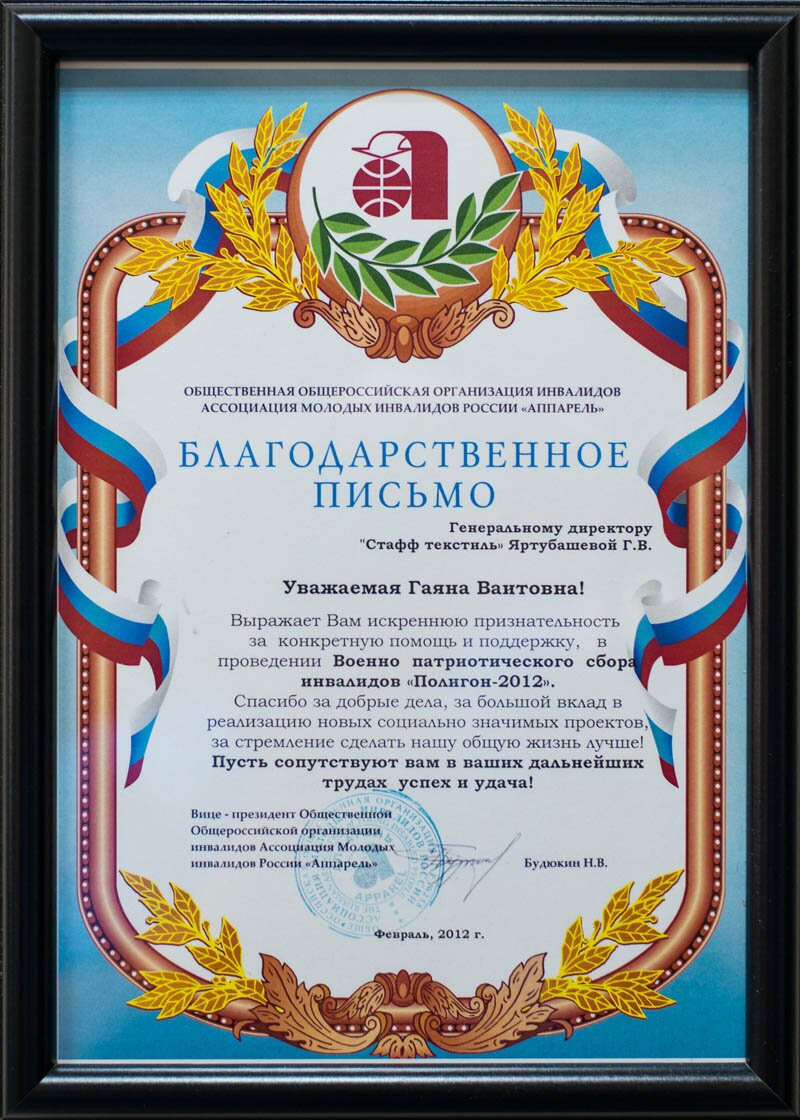 ОБЩЕСТВЕННАЯ ОБЩЕРОССИЙСКАЯ ОРГАНИЗАЦИЯ ИНВАЛИДОВ
АССОЦИАЦИЯ МОЛОДЫХ ИНВАЛИДОВ РОССИИ «АППАРЕЛЬ»
БЛАГОДАРСТВЕННОЕ
ПИСЬМО
Генеральному директору
"Стафф текстиль» Яртубашевой Г.В.
Уважаемая Гаяна Ваитовна!
Выражает Вам искреннюю признательность
за конкретную помощь и поддержку, в
проведении Военно патриотического сбора
инвалидов «Полигон-2012».
Спасибо за добрые дела, за большой вклад в
реализацию новых социально значимых проектов,
за стремление сделать нашу общую жизнь лучше!
Пусть сопутствуют вам в ваших дальнейших
трудах успех и удача!
Вице - президент Общественной
Общероссийской организации
инвалидов Ассоциация Молодых
инвалидов России «Аппарель»
Будюкин Н.В.
APPAREL
Февраль, 2012 г.